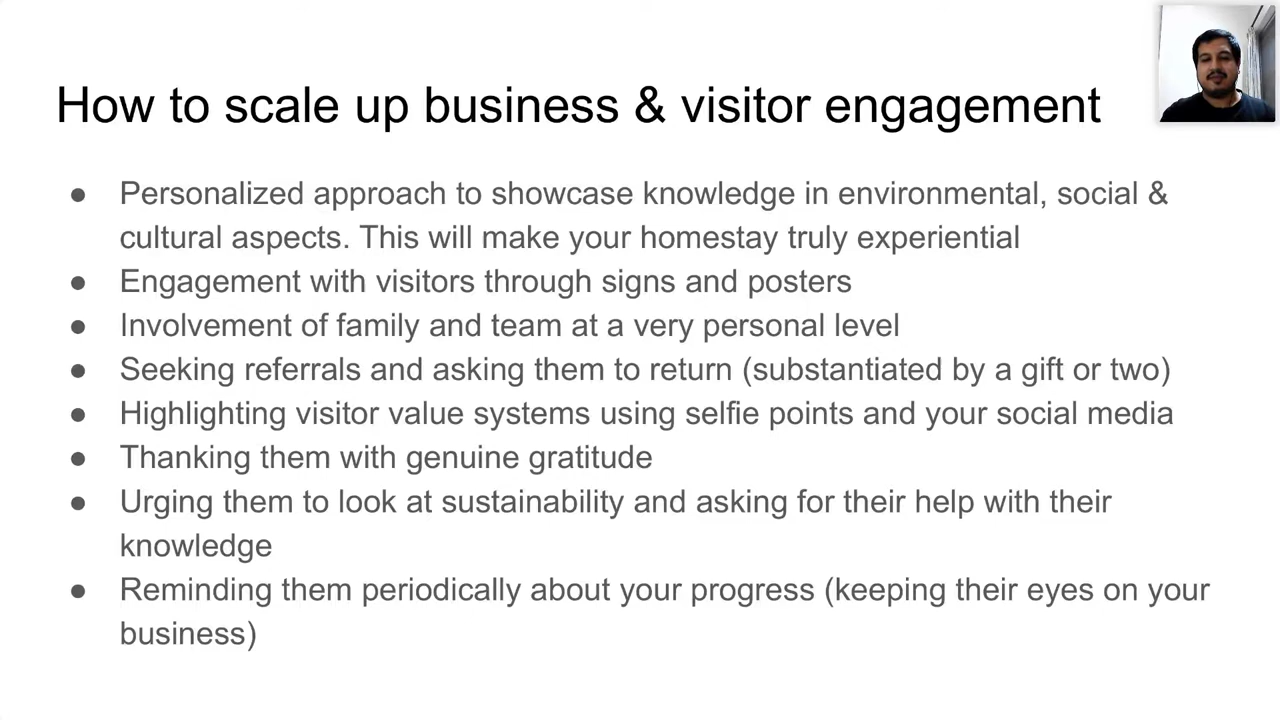 How to scale up business & visitor engagement
● Personalized approach to showcase knowledge in environmental, social &
cultural aspects. This will make your homestay truly experiential
● Engagement with visitors through signs and posters
● Involvement of family and team at a very personal level
● Seeking referrals and asking them to return (substantiated by a gift or two)
● Highlighting visitor value systems using selfie points and your social media
● Thanking them with genuine gratitude
● Urging them to look at sustainability and asking for their help with their
knowledge
● Reminding them periodically about your progress (keeping their eyes on your
business)